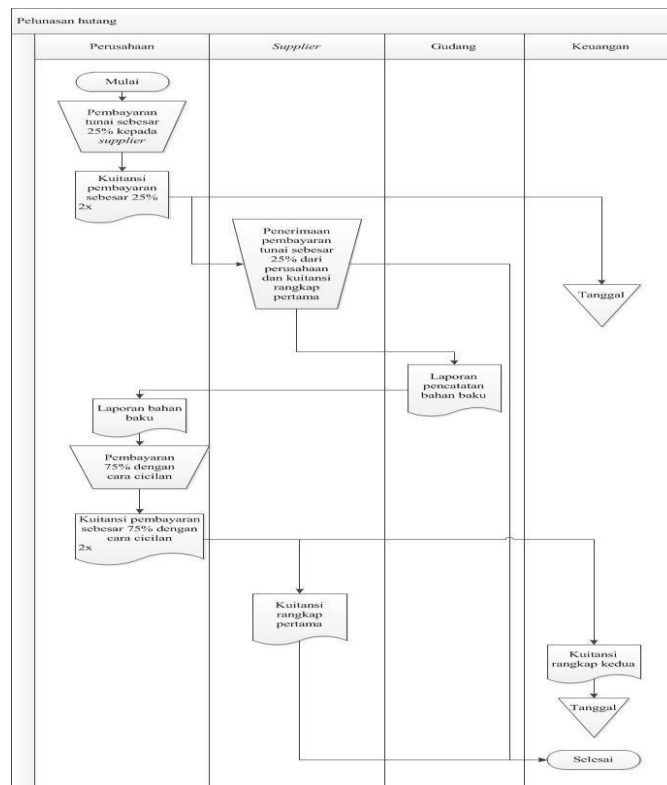 Pelunasan hutang
Perusahaan
Supplier
Gudang
Keuangan
Mulai
Pembayaran
tunai sebesar
25% kepada
supplier
Kuitansi
pembayaran
sebesar 25%
2x
Penerimaan
pembayaran
tunai sebesar
25% dari
perusahaan
dan kuitansi
rangkap
pertama
Tanggal
Laporan
pencatatan
bahan baku
Laporan bahan
baku
Pembayaran
75% dengan
cara cicilan
Kuitansi pembayaran
sebesar 75% dengan
cara cicilan
2x
Kuitansi
rangkap
pertama
Kuitansi
rangkap kedua
Tanggal
Selesai